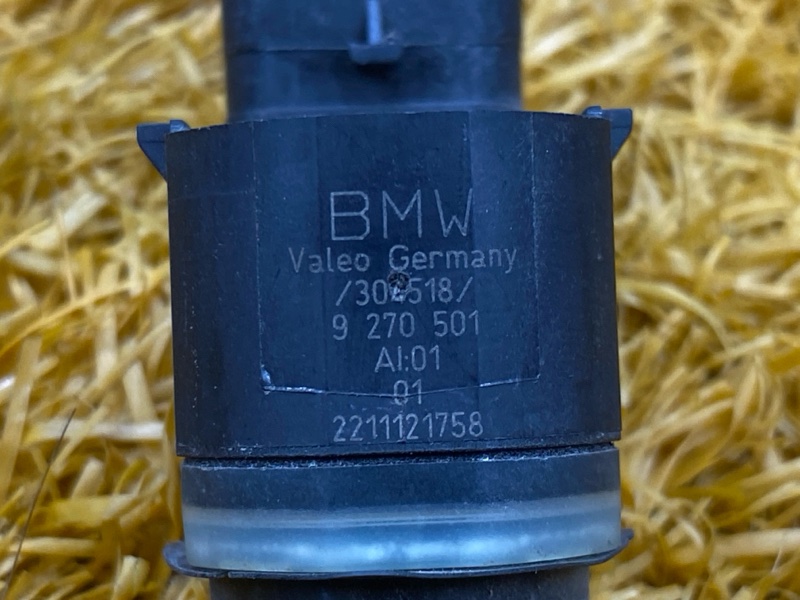 BMW
Valeo Germany
9 270 501
AI:01
01
2211121758